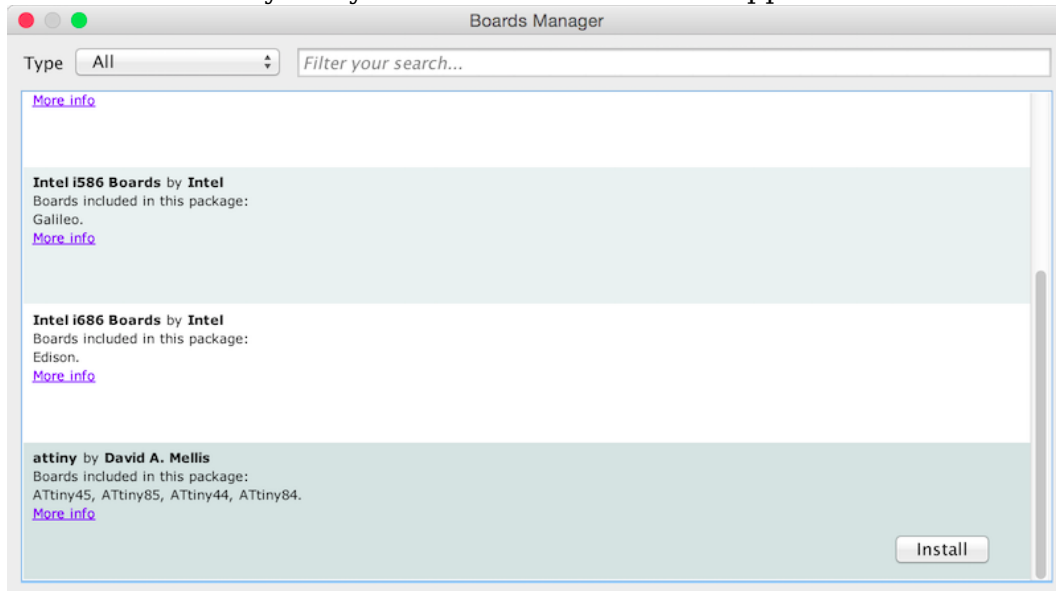 Boards Manager
Type All Filter your search...
More info
Intel i586 Boards by Intel
Boards included in this package:
Galileo.
More info
Intel i686 Boards by Intel
Boards included in this package:
Edison.
More info
attiny by David A. Mellis
Boards included in this package:
ATtiny45, ATtiny85, ATtiny44, ATtiny84.
More info
Install